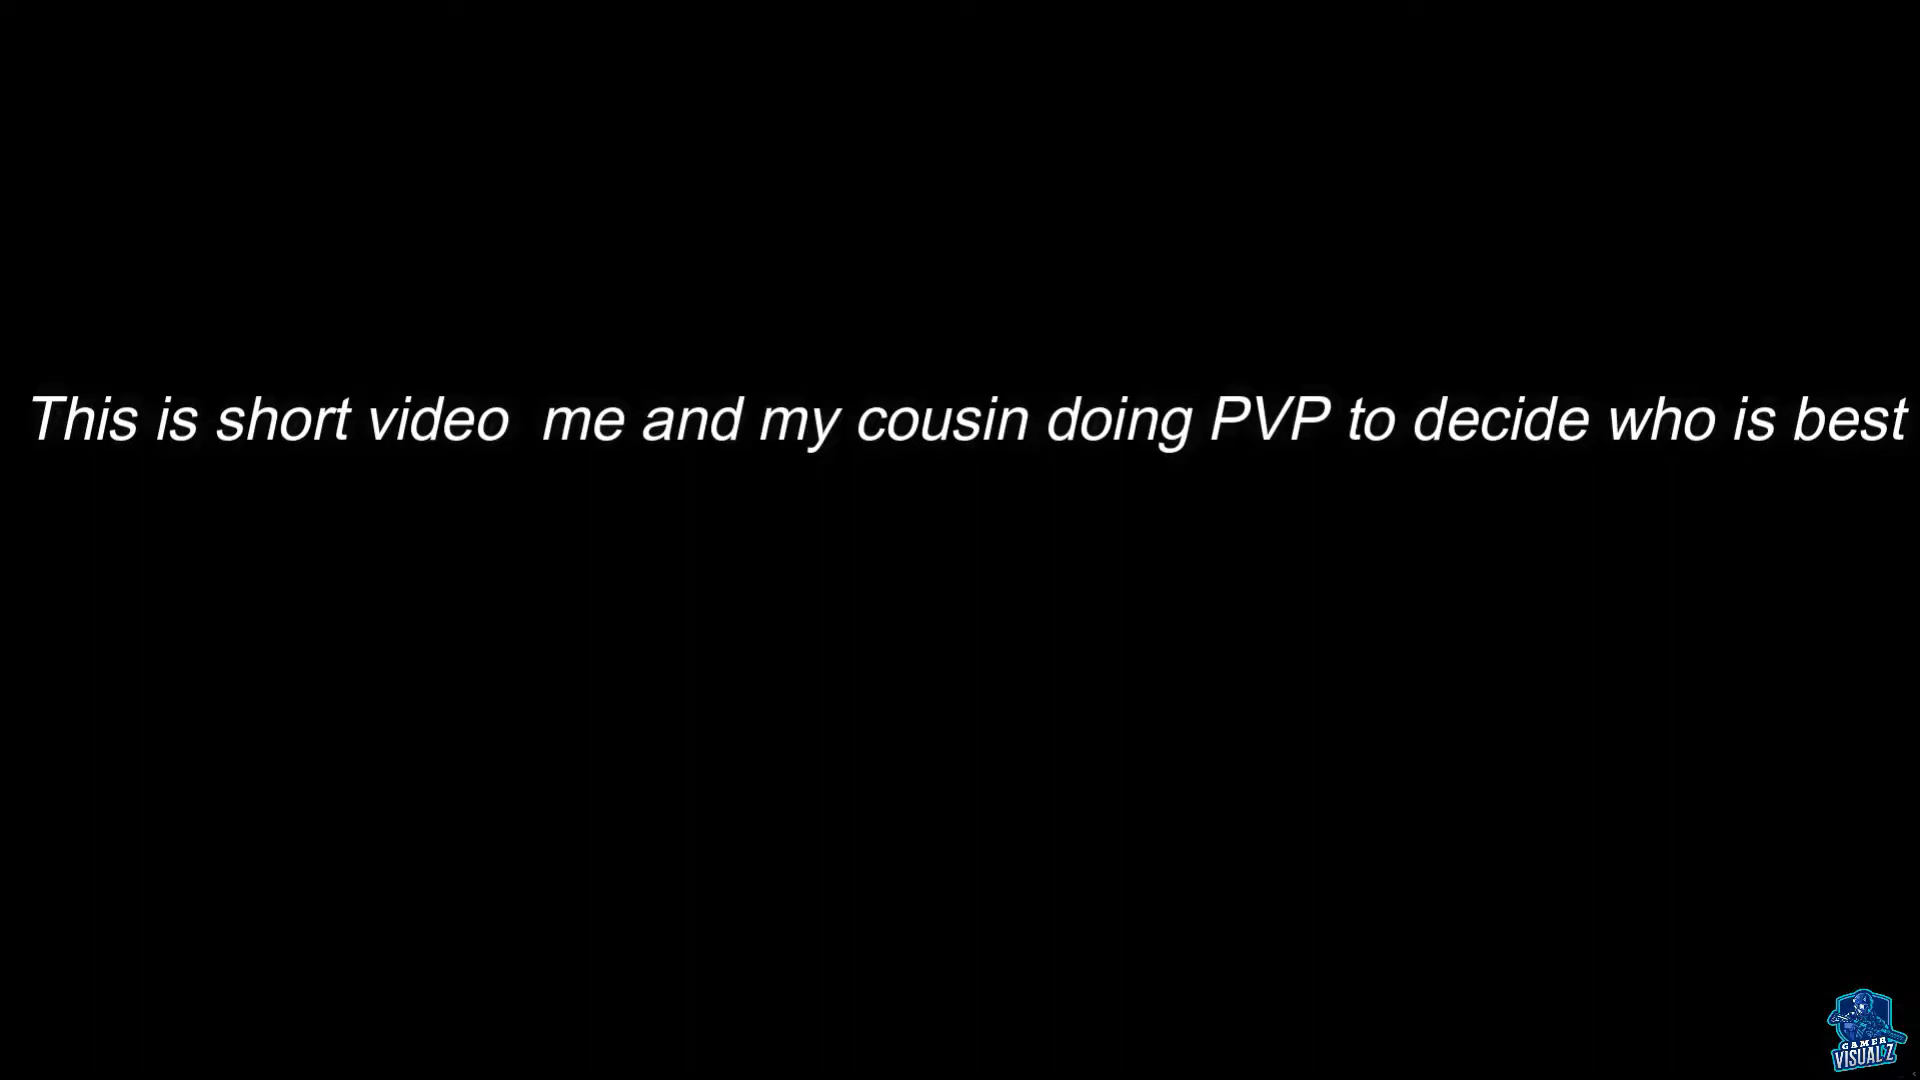 This is short video  me and my cousin doing PVP to decide who is best
GAMER
VISUAL Z